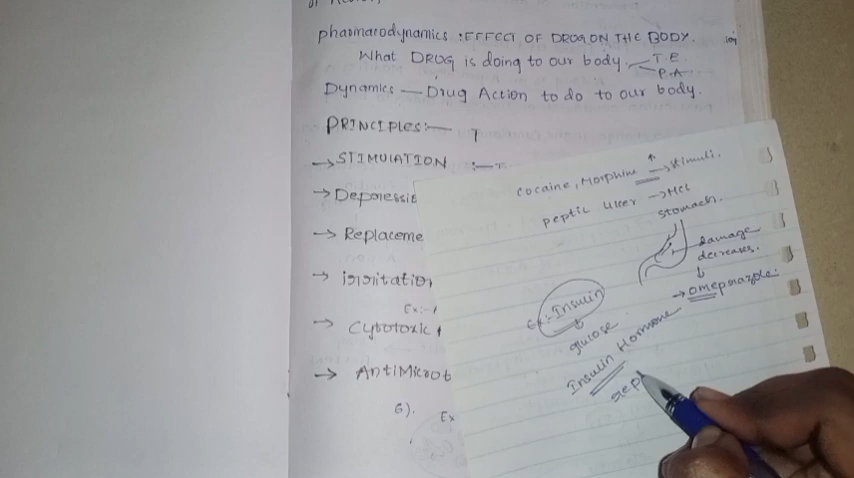 pharmacodynamics : EFFECT OF DRUG ON THE BODY.
What DRUG is doing to our body. T.E.
P.A
Dynamics — Drug Action to do to our body.
PRINCIPles:—
→ STIMULATION :—
→ Depressi
→ Replaceme
→ irritation
Ex:-
→ Cytotoxic
→ AntiMicrob
6).
Ex
cocaine, Morphine ↑ → stimuli.
peptic ulcer → HCl
stomach.
damage
decreases.
↓
→ omeprazole.
Ex:- Insulin
↓
glucose
Insulin Hormone
rep